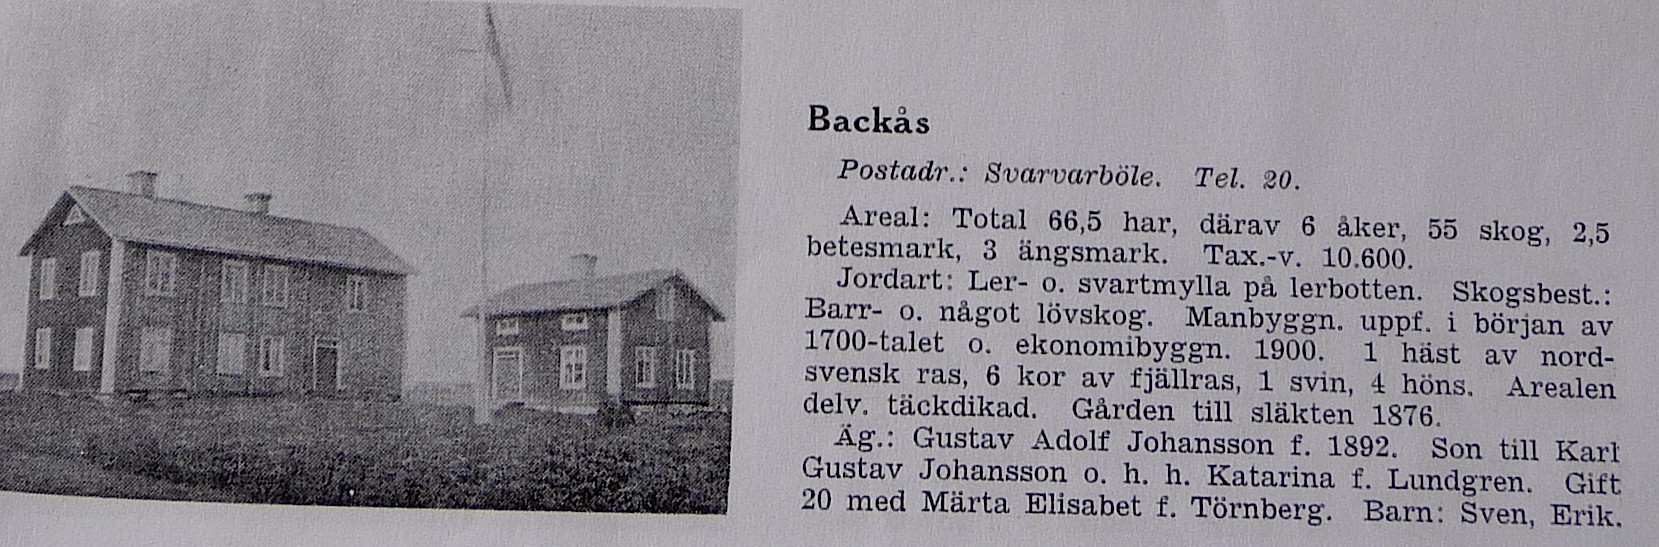 Backås
Postadr.: Svarvarböle. Tel. 20.
Areal: Total 66,5 har, därav 6 åker, 55 skog, 2,5
betesmark, 3 ängsmark. Tax.-v. 10.600.
Jordart: Ler- o. svartmylla på lerbotten. Skogsbest.:
Barr- o. något lövskog. Manbyggn. uppf. i början av
1700-talet o. ekonomibyggn. 1900. 1 häst av nord-
svensk ras, 6 kor av fjällras, 1 svin, 4 höns. Arealen
delv. täckdikad. Gården till släkten 1876.
Äg.: Gustav Adolf Johansson f. 1892. Son till Karl
Gustav Johansson o. h. h. Katarina f. Lundgren. Gift
20 med Märta Elisabet f. Törnberg. Barn: Sven, Erik.